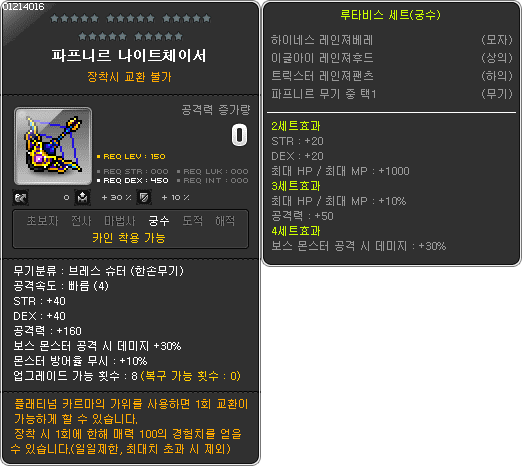 01214016
파프니르 나이트체이서
장착시 교환 불가
공격력 증가량
0
REQ LEV : 150
REQ STR : 000
REQ LUK : 000
REQ DEX : 450
REQ INT : 000
0
+ 30 %
+ 10 %
초보자 전사 마법사 궁수 도적 해적
카인 착용 가능
무기분류 : 브레스 슈터 (한손무기)
공격속도 : 빠름 (4)
STR : +40
DEX : +40
공격력 : +160
보스 몬스터 공격 시 데미지 +30%
몬스터 방어율 무시 : +10%
업그레이드 가능 횟수 : 8 (복구 가능 횟수 : 0)
플래티넘 카르마의 가위를 사용하면 1회 교환이
가능하게 할 수 있습니다.
장착 시 1회에 한해 매력 100의 경험치를 얻을
수 있습니다.(일일제한, 최대치 초과 시 제외)
루타비스 세트(궁수)
하이네스 레인져베레 (모자)
이글아이 레인져후드 (상의)
트릭스터 레인져팬츠 (하의)
파프니르 무기 중 택1 (무기)
2세트효과
STR : +20
DEX : +20
최대 HP / 최대 MP : +1000
3세트효과
최대 HP / 최대 MP : +10%
공격력 : +50
4세트효과
보스 몬스터 공격 시 데미지 : +30%